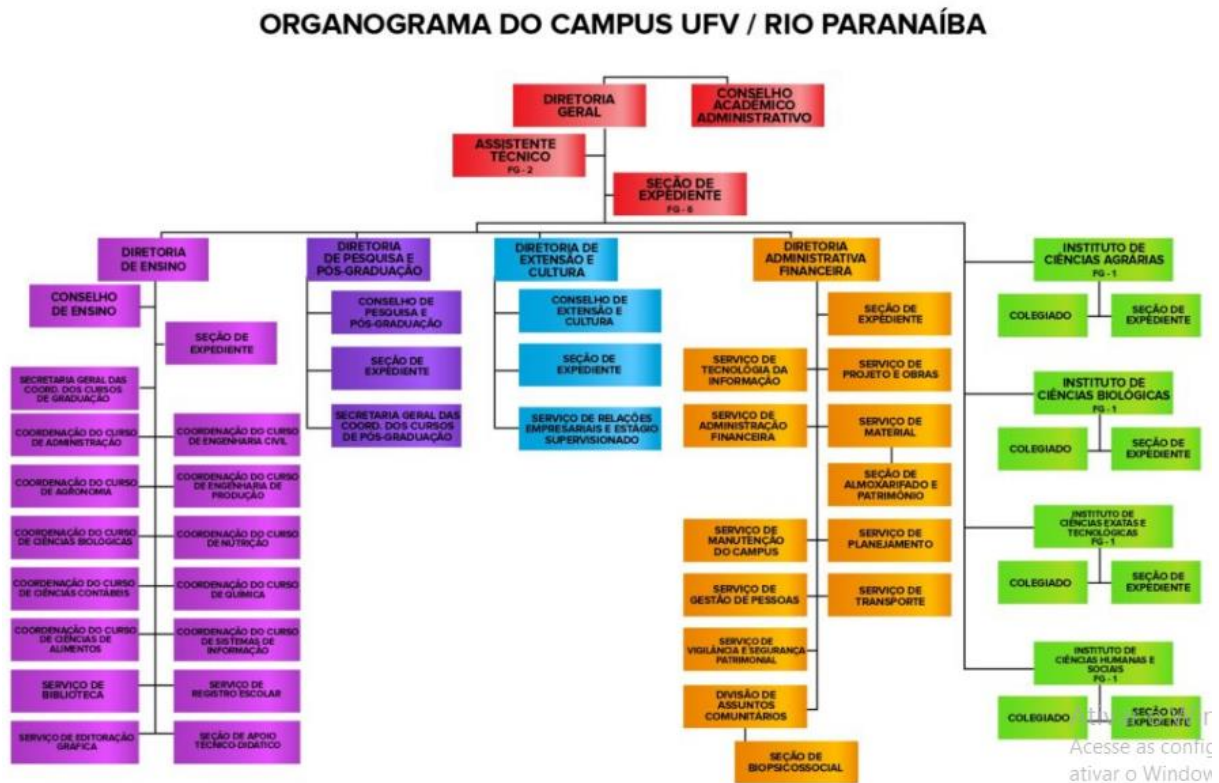 ORGANOGRAMA DO CAMPUS UFV / RIO PARANAÍBA
DIRETORIA
GERAL
CONSELHO
ACADÊMICO
ADMINISTRATIVO
ASSISTENTE
TÉCNICO
FG - 2
SEÇÃO DE
EXPEDIENTE
FG - 6
DIRETORIA
DE ENSINO
CONSELHO
DE ENSINO
SEÇÃO DE
EXPEDIENTE
SECRETARIA GERAL DAS
COORD. DOS CURSOS
DE GRADUAÇÃO
COORDENAÇÃO DO CURSO
DE ADMINISTRAÇÃO
COORDENAÇÃO DO CURSO
DE ENGENHARIA CIVIL
COORDENAÇÃO DO CURSO
DE AGRONOMIA
COORDENAÇÃO DO CURSO
DE ENGENHARIA DE
PRODUÇÃO
COORDENAÇÃO DO CURSO
DE CIÊNCIAS BIOLÓGICAS
COORDENAÇÃO DO CURSO
DE NUTRIÇÃO
COORDENAÇÃO DO CURSO
DE CIÊNCIAS CONTÁBEIS
COORDENAÇÃO DO CURSO
DE QUÍMICA
COORDENAÇÃO DO CURSO
DE CIÊNCIAS DE
ALIMENTOS
COORDENAÇÃO DO CURSO
DE SISTEMAS DE
INFORMAÇÃO
SERVIÇO DE
BIBLIOTECA
SERVIÇO DE
REGISTRO ESCOLAR
SERVIÇO DE EDITORAÇÃO
GRÁFICA
SEÇÃO DE APOIO
TÉCNICO-DIDÁTICO
DIRETORIA
DE PESQUISA E
PÓS-GRADUAÇÃO
CONSELHO DE
PESQUISA E
PÓS-GRADUAÇÃO
SEÇÃO DE
EXPEDIENTE
SECRETARIA GERAL DAS
COORD. DOS CURSOS
DE PÓS-GRADUAÇÃO
DIRETORIA DE
EXTENSÃO E
CULTURA
CONSELHO DE
EXTENSÃO E
CULTURA
SEÇÃO DE
EXPEDIENTE
SERVIÇO DE RELAÇÕES
EMPRESARIAIS E ESTÁGIO
SUPERVISIONADO
DIRETORIA
ADMINISTRATIVA
FINANCEIRA
SEÇÃO DE
EXPEDIENTE
SERVIÇO DE
TECNOLOGIA DA
INFORMAÇÃO
SERVIÇO DE
PROJETO E OBRAS
SERVIÇO DE
ADMINISTRAÇÃO
FINANCEIRA
SERVIÇO DE
MATERIAL
SEÇÃO DE
ALMOXARIFADO E
PATRIMÔNIO
SERVIÇO DE
MANUTENÇÃO
DO CAMPUS
SERVIÇO DE
PLANEJAMENTO
SERVIÇO DE
GESTÃO DE PESSOAS
SERVIÇO DE
TRANSPORTE
SERVIÇO DE
VIGILÂNCIA E SEGURANÇA
PATRIMONIAL
DIVISÃO DE
ASSUNTOS
COMUNITÁRIOS
SEÇÃO DE
BIOPSICOSSOCIAL
INSTITUTO DE
CIÊNCIAS AGRÁRIAS
FG - 1
COLEGIADO
SEÇÃO DE
EXPEDIENTE
INSTITUTO DE
CIÊNCIAS BIOLÓGICAS
FG - 1
COLEGIADO
SEÇÃO DE
EXPEDIENTE
INSTITUTO DE
CIÊNCIAS EXATAS E
TECNOLÓGICAS
FG - 1
COLEGIADO
SEÇÃO DE
EXPEDIENTE
INSTITUTO DE
CIÊNCIAS HUMANAS E
SOCIAIS
FG - 1
COLEGIADO
SEÇÃO DE
EXPEDIENTE
Acesse as config
ativar o Window